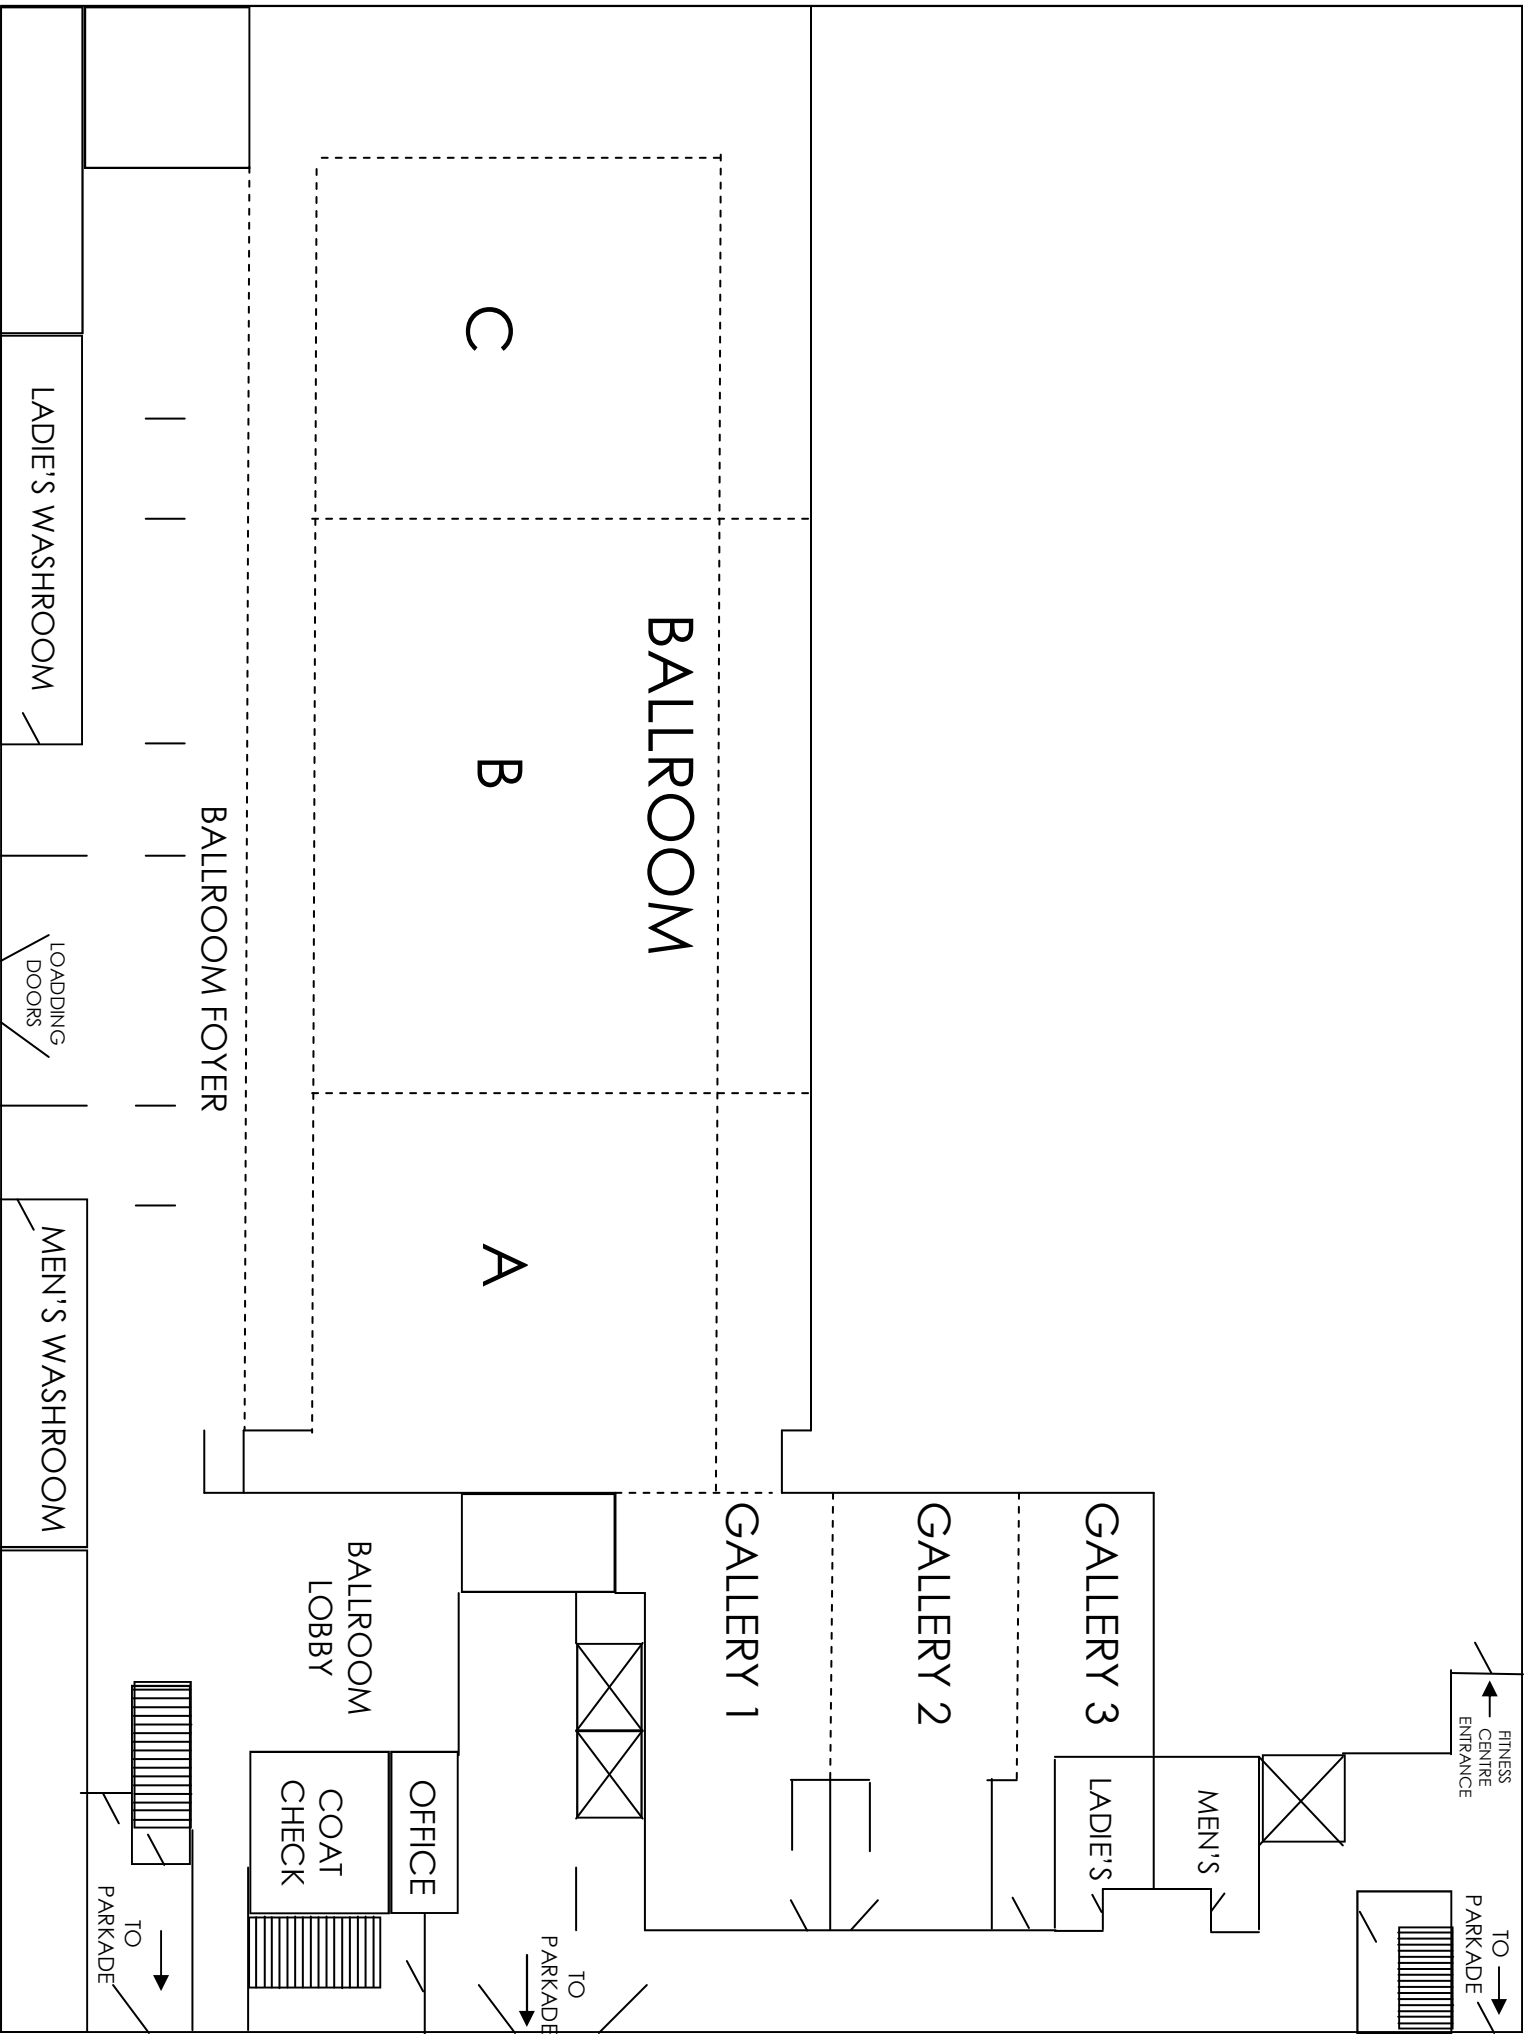 FITNESS
CENTRE
ENTRANCE
TO
PARKADE
MEN'S
GALLERY 3
LADIE'S
GALLERY 2
GALLERY 1
BALLROOM
TO
PARKADE
C
B
A
OFFICE
BALLROOM
LOBBY
COAT
CHECK
BALLROOM FOYER
TO
PARKADE
LADIE'S WASHROOM
LOADDING
DOORS
MEN'S WASHROOM